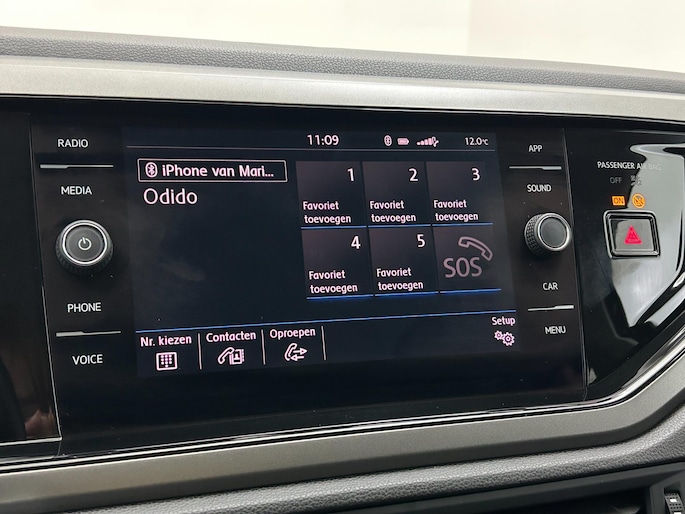 RADIO
MEDIA
PHONE
VOICE
11:09
12.0°C
iPhone van Mari...
Odido
1
Favoriet
toevoegen
2
Favoriet
toevoegen
3
Favoriet
toevoegen
4
Favoriet
toevoegen
5
Favoriet
toevoegen
SOS
Nr. kiezen
Contacten
Oproepen
Setup
APP
SOUND
CAR
MENU
PASSENGER AIR BAG
OFF
ON